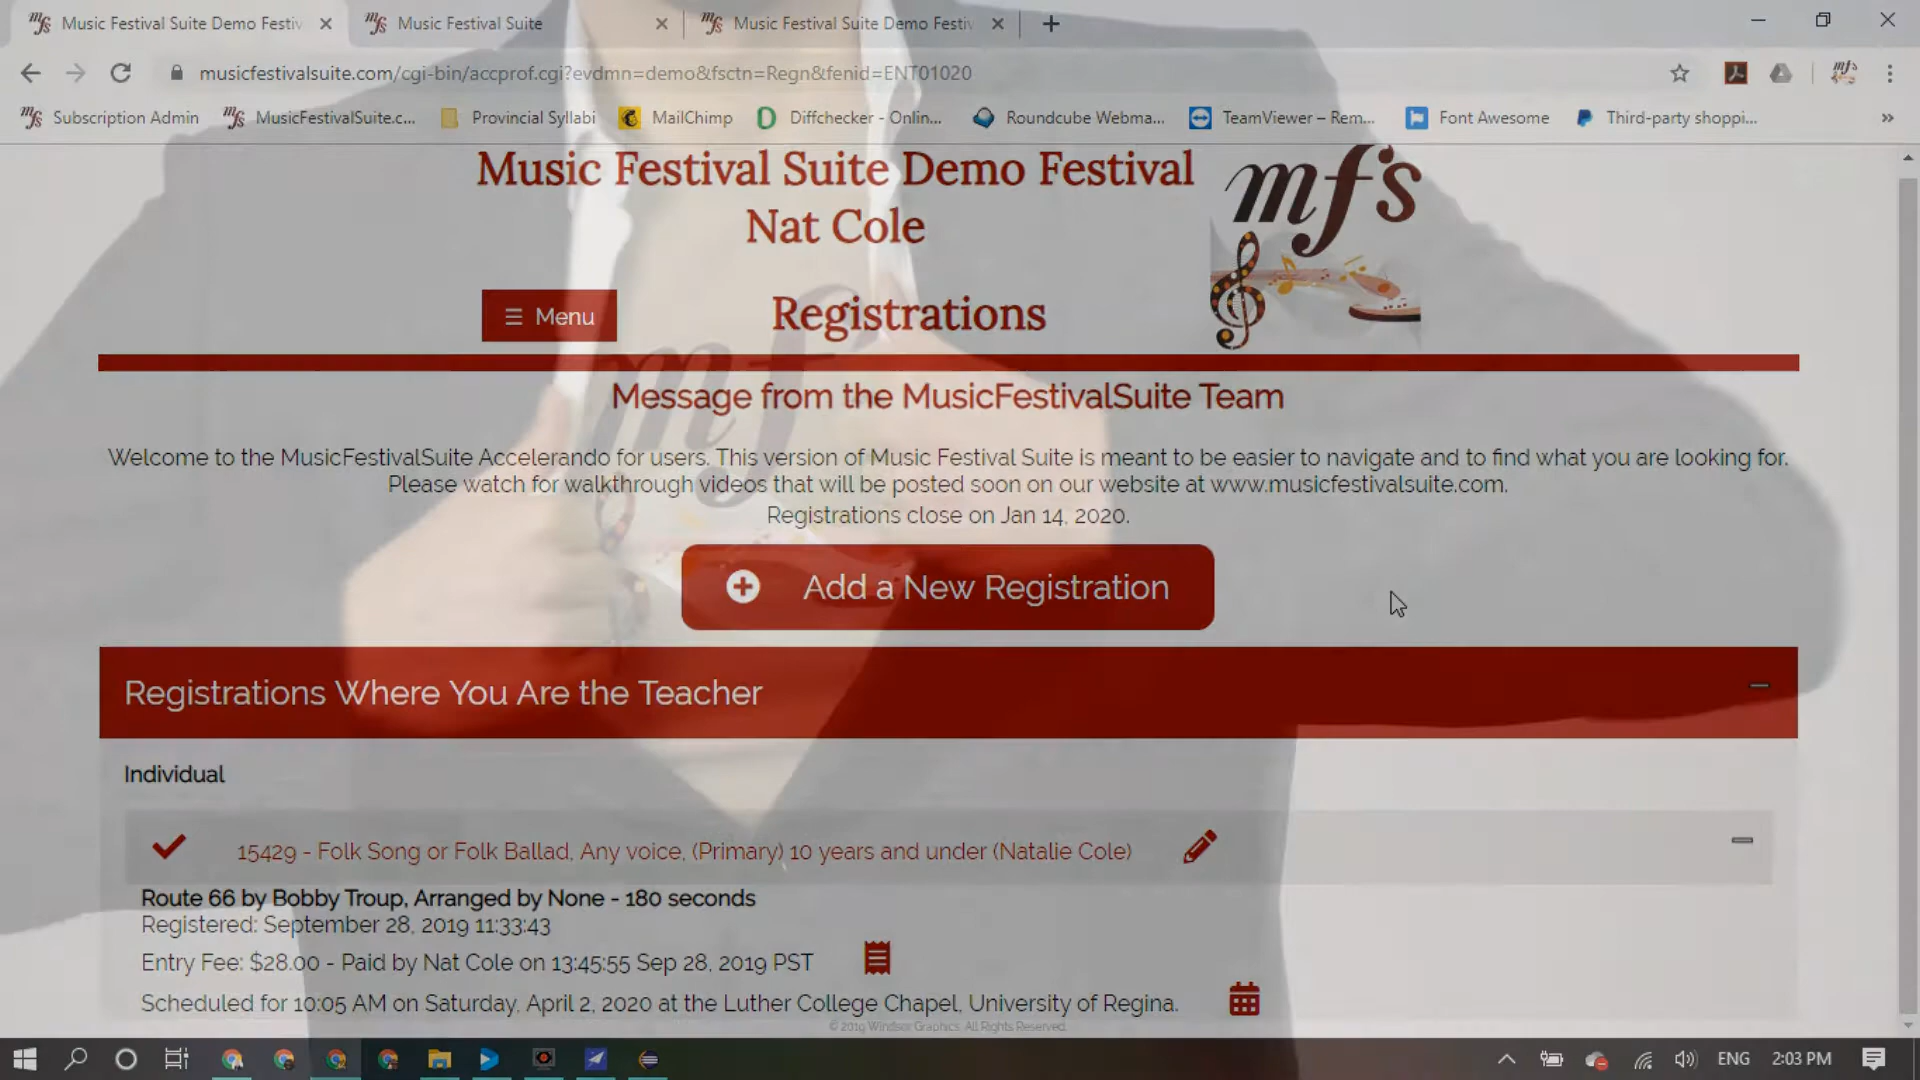 Music Festival Suite Demo Festiv
Music Festival Suite
Music Festival Suite Demo Festiv
musicfestivalsuite.com/cgi-bin/accprof.cgi?evdmn=demo&fsctn=Regn&fenid=ENT01020
Subscription Admin
MusicFestivalSuite.c...
Provincial Syllabi
MailChimp
Diffchecker - Onlin...
Roundcube Webma...
TeamViewer – Rem...
Font Awesome
Third-party shoppi...
»
Music Festival Suite Demo Festival
Nat Cole
mfs
☰ Menu
Registrations
Message from the MusicFestivalSuite Team
Welcome to the MusicFestivalSuite Accelerando for users. This version of Music Festival Suite is meant to be easier to navigate and to find what you are looking for.
Please watch for walkthrough videos that will be posted soon on our website at www.musicfestivalsuite.com.
Registrations close on Jan 14, 2020.
Add a New Registration
Registrations Where You Are the Teacher
Individual
15429 - Folk Song or Folk Ballad, Any voice, (Primary) 10 years and under (Natalie Cole)
Route 66 by Bobby Troup, Arranged by None - 180 seconds
Registered: September 28, 2019 11:33:43
Entry Fee: $28.00 - Paid by Nat Cole on 13:45:55 Sep 28, 2019 PST
Scheduled for 10:05 AM on Saturday, April 2, 2020 at the Luther College Chapel, University of Regina.
© 2019 Windsor Graphics. All Rights Reserved.
ENG
2:03 PM